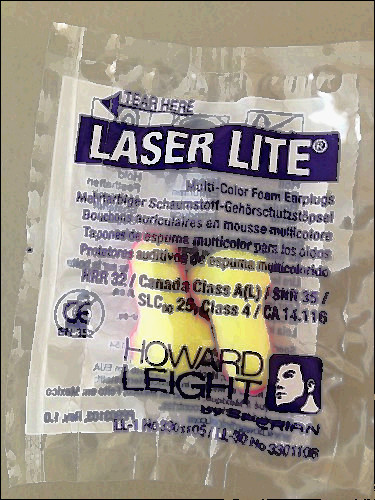 TEAR HERE
LASER LITE®
Multi-Color Foam Earplugs
Mehrfarbiger Schaumstoff-Gehörschutzstöpsel
Bouchons auriculaires en mousse multicolore
Tapones de espuma multicolor para los oídos
Protetores auditivos de espuma multicolorido
NRR 32 / Canada Class A(L) / SNR 35 /
SLC80 25, Class 4 / CA 14.116
CE
HOWARD
LEIGHT
BY SPERIAN
LL-1 No 3301105 / LL-30 No 3301106